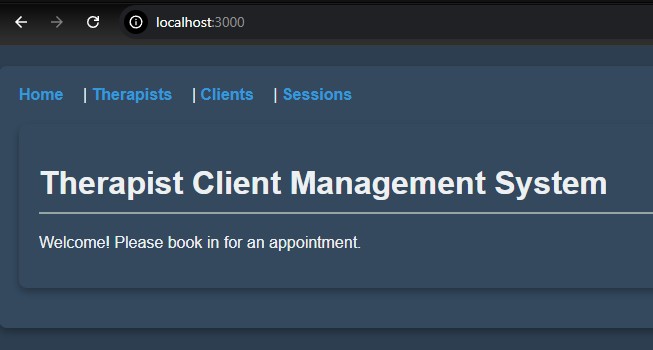 localhost:3000
Home | Therapists | Clients | Sessions
Therapist Client Management System
Welcome! Please book in for an appointment.